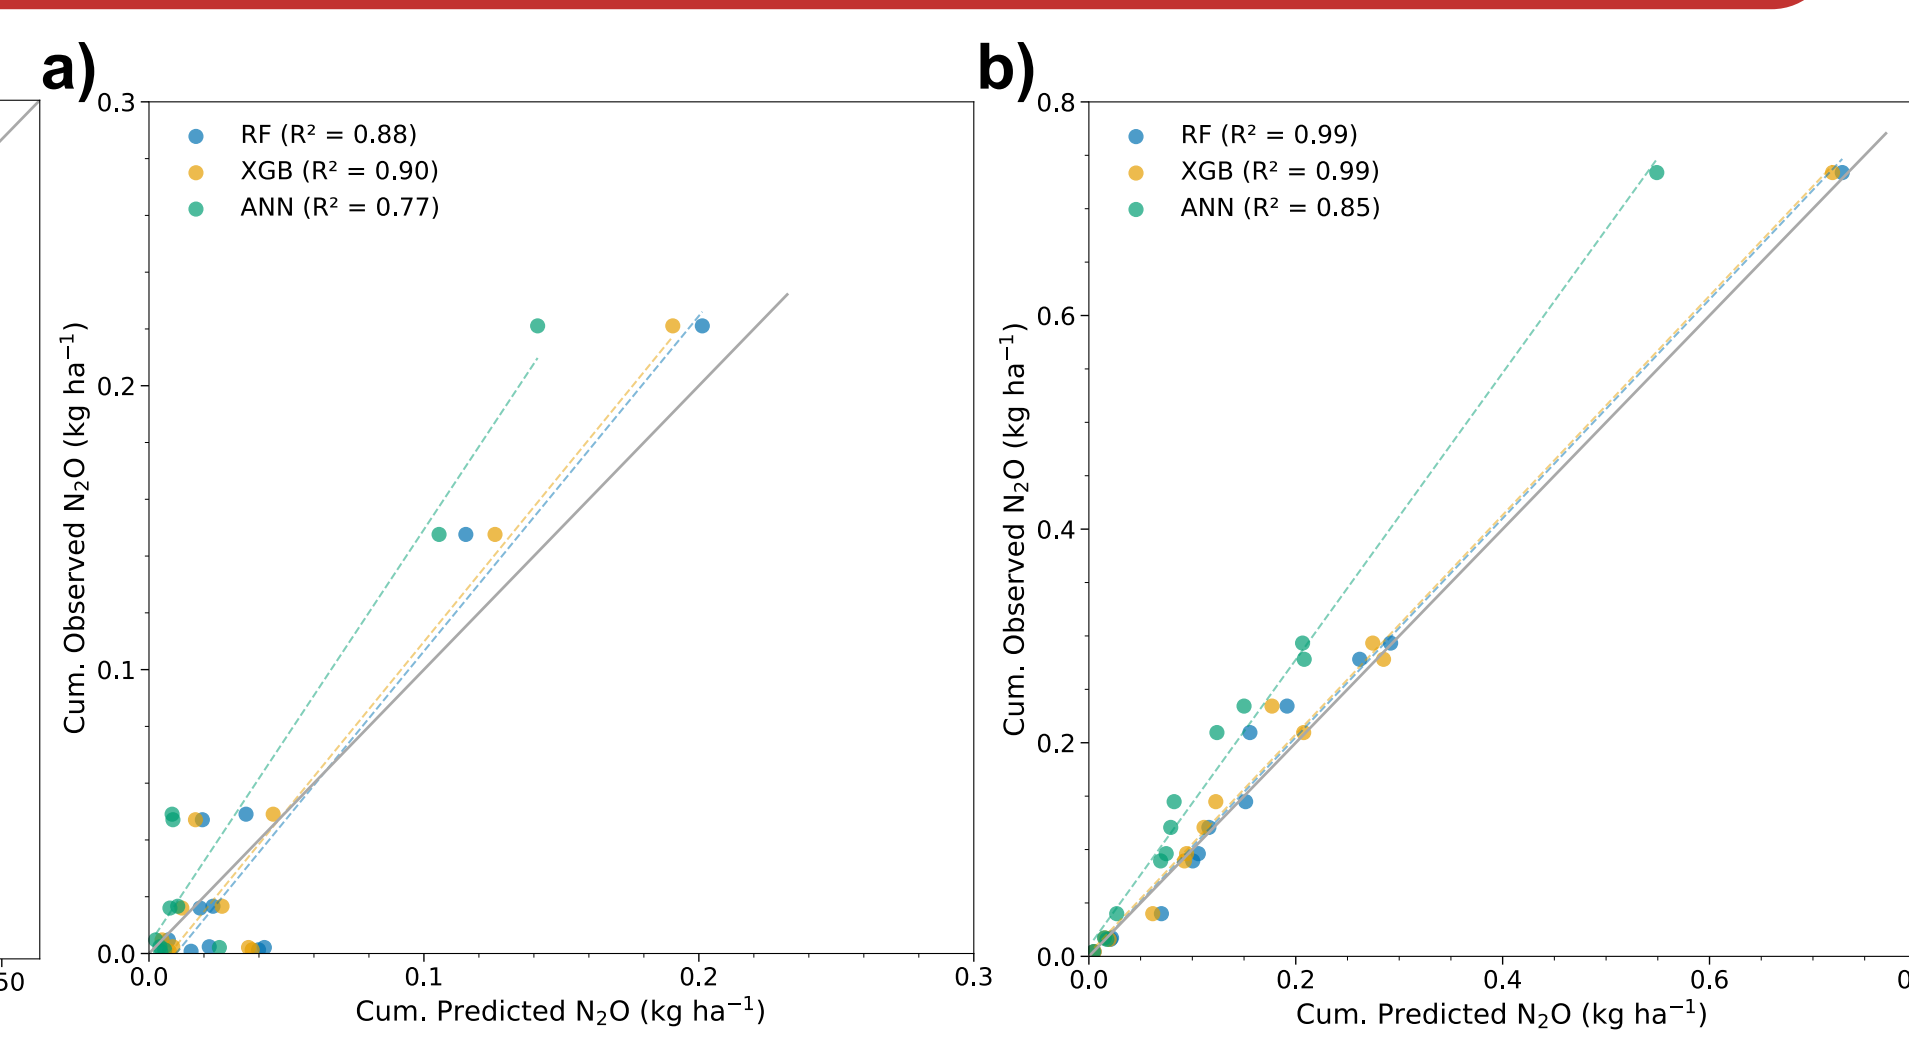 a)
0.3
RF (R² = 0.88)
XGB (R² = 0.90)
ANN (R² = 0.77)
0.2
0.1
0.0
Cum. Observed N₂O (kg ha⁻¹)
0.0 0.1 0.2 0.3
Cum. Predicted N₂O (kg ha⁻¹)
50
b)
0.8
RF (R² = 0.99)
XGB (R² = 0.99)
ANN (R² = 0.85)
0.6
0.4
0.2
0.0
Cum. Observed N₂O (kg ha⁻¹)
0.0 0.2 0.4 0.6
Cum. Predicted N₂O (kg ha⁻¹)